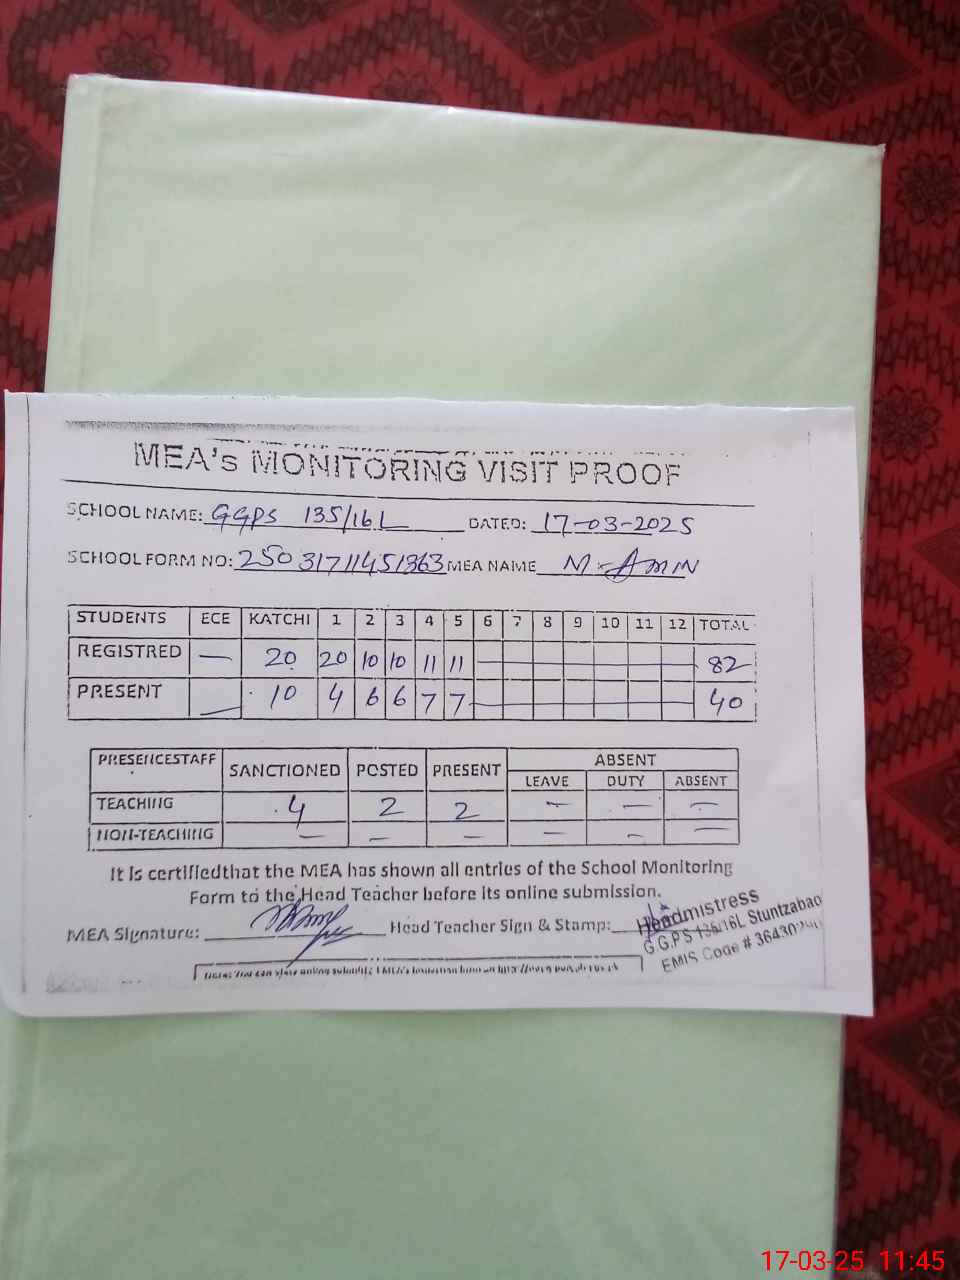 MEA's MONITORING VISIT PROOF
SCHOOL NAME: GGPS 135/16L DATED: 17-03-2025
SCHOOL FORM NO: 25031711451363 MEA NAME M. Amin
STUDENTS ECE KATCHI 1 2 3 4 5 6 7 8 9 10 11 12 TOTAL
REGISTRED — 20 20 10 10 11 11 82
PRESENT — 10 4 6 6 7 7 40
PRESENCESTAFF SANCTIONED POSTED PRESENT ABSENT
LEAVE DUTY ABSENT
TEACHING 4 2 2 — — —
NON-TEACHING — — — — — —
It is certifiedthat the MEA has shown all entries of the School Monitoring
Form to the Head Teacher before its online submission.
MEA Signature: Head Teacher Sign & Stamp:
Headmistress
G.G.P.S 135/16L Stuntzabao
EMIS Code # 364302
17-03-25 11:45